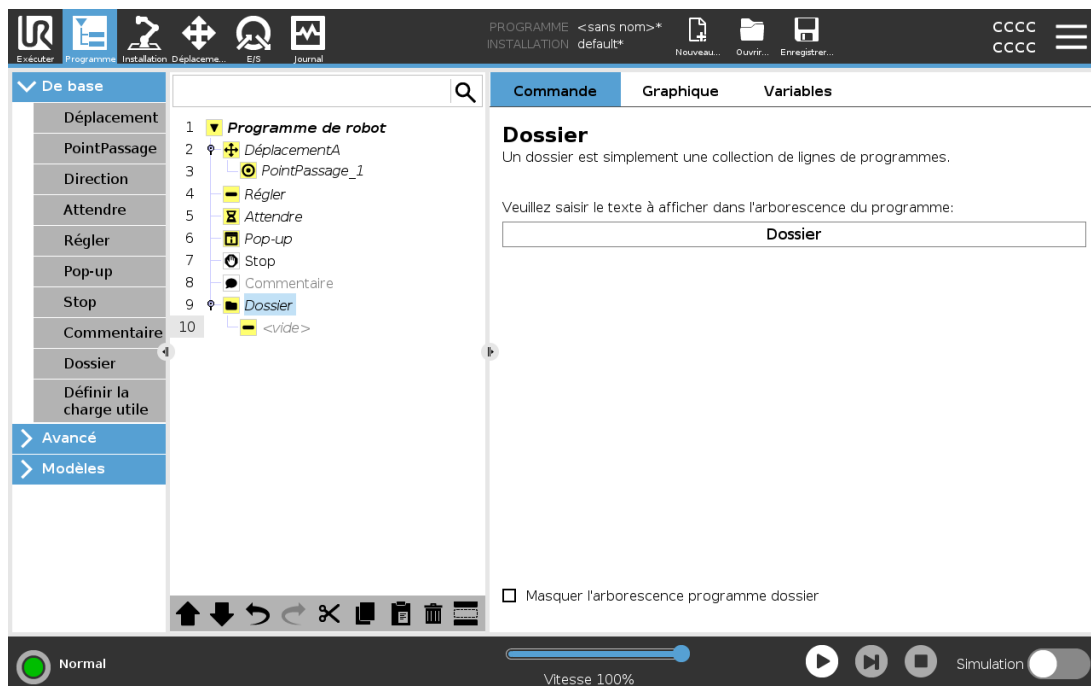 PROGRAMME <sans nom>*
INSTALLATION default*
CCCC
CCCC
Exécuter
Programme
Installation
Déplaceme...
E/S
Journal
Nouveau...
Ouvrir...
Enregistrer...
De base
Déplacement
PointPassage
Direction
Attendre
Régler
Pop-up
Stop
Commentaire
Dossier
Définir la
charge utile
Avancé
Modèles
1 Programme de robot
2 DéplacementA
3 PointPassage_1
4 Régler
5 Attendre
6 Pop-up
7 Stop
8 Commentaire
9 Dossier
10 <vide>
Commande
Graphique
Variables
Dossier
Un dossier est simplement une collection de lignes de programmes.
Veuillez saisir le texte à afficher dans l'arborescence du programme:
Dossier
Masquer l'arborescence programme dossier
Normal
Vitesse 100%
Simulation